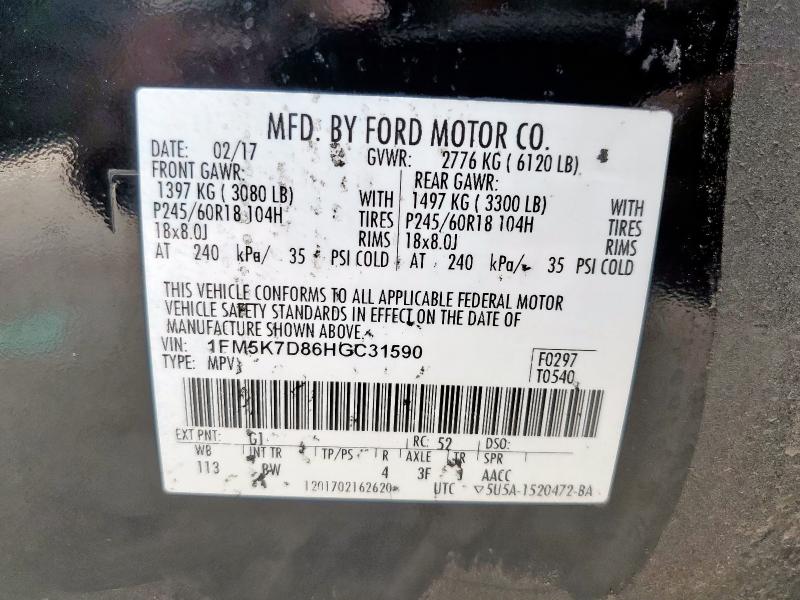 MFD. BY FORD MOTOR CO.
DATE: 02/17 GVWR: 2776 KG ( 6120 LB)
FRONT GAWR: REAR GAWR:
1397 KG ( 3080 LB) WITH 1497 KG ( 3300 LB) WITH
P245/60R18 104H TIRES P245/60R18 104H TIRES
18x8.0J RIMS 18x8.0J RIMS
AT 240 kPa/ 35 PSI COLD AT 240 kPa/ 35 PSI COLD
THIS VEHICLE CONFORMS TO ALL APPLICABLE FEDERAL MOTOR
VEHICLE SAFETY STANDARDS IN EFFECT ON THE DATE OF
MANUFACTURE SHOWN ABOVE.
VIN: 1FM5K7D86HGC31590 F0297
TYPE: MPV T0540
EXT PNT: G1 RC: 52 DSO:
WB INT TR TP/PS R AXLE TR SPR
113 BW 4 3F J AACC
1201702162620 UTC ▽5U5A-1520472-BA